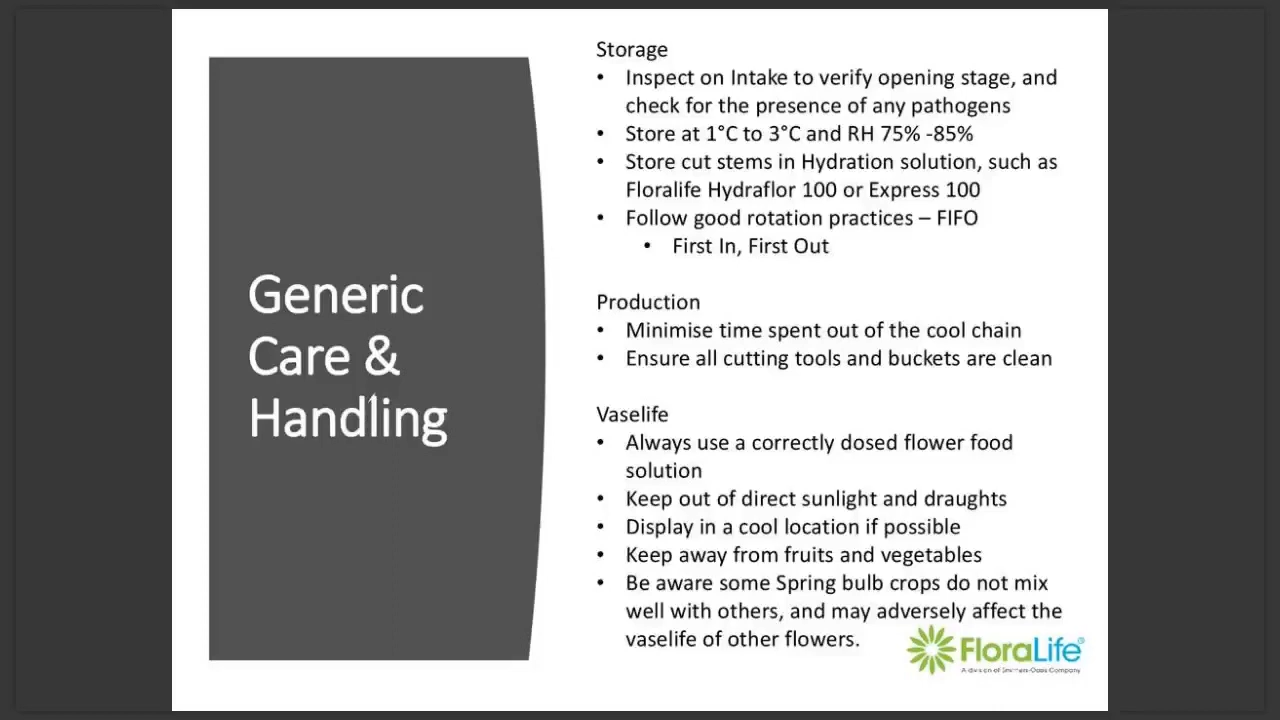 Generic
Care &
Handling
Storage
• Inspect on Intake to verify opening stage, and
check for the presence of any pathogens
• Store at 1°C to 3°C and RH 75% -85%
• Store cut stems in Hydration solution, such as
Floralife Hydraflor 100 or Express 100
• Follow good rotation practices – FIFO
• First In, First Out
Production
• Minimise time spent out of the cool chain
• Ensure all cutting tools and buckets are clean
Vaselife
• Always use a correctly dosed flower food
solution
• Keep out of direct sunlight and draughts
• Display in a cool location if possible
• Keep away from fruits and vegetables
• Be aware some Spring bulb crops do not mix
well with others, and may adversely affect the
vaselife of other flowers.
FloraLife®
A division of Smithers-Oasis Company